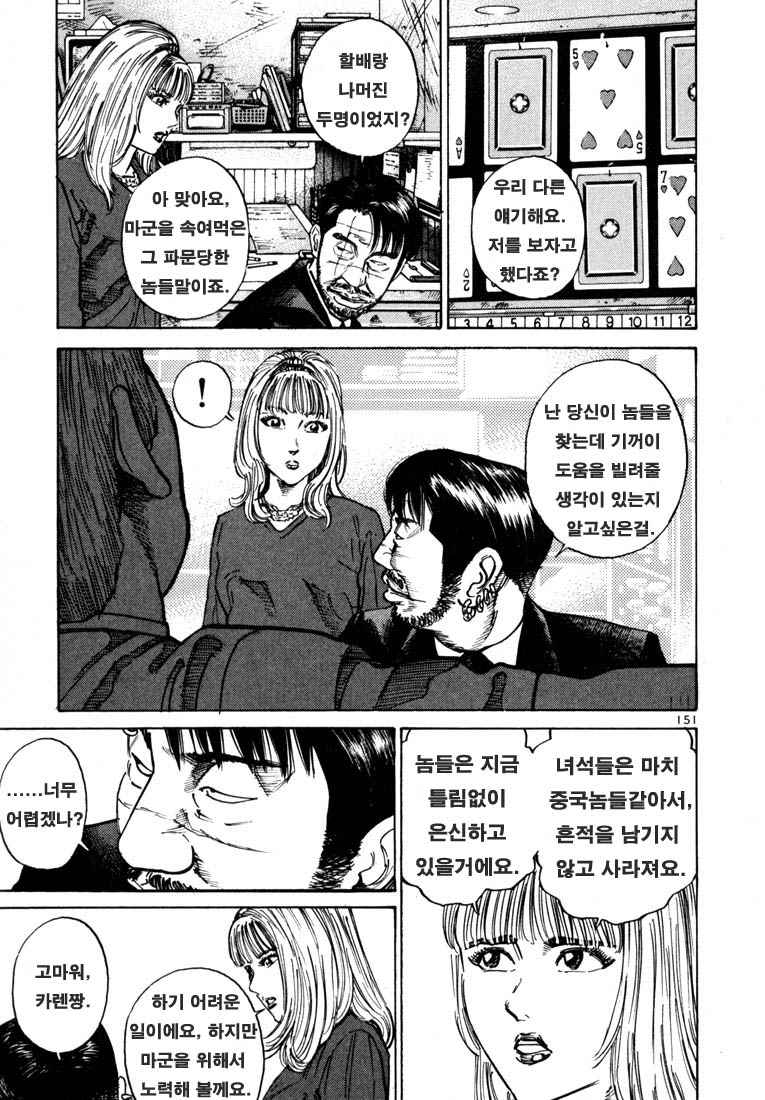 5
5
7
A
2
우리 다른
얘기해요.
저를 보자고
했다죠?
3 4 5 6 7 8 9 10 11 12
할배랑
나머진
두명이었지?
아 맞아요,
마군을 속여먹은
그 파문당한
놈들말이죠.
난 당신이 놈들을
찾는데 기꺼이
도움을 빌려줄
생각이 있는지
알고싶은걸.
!
151
녀석들은 마치
중국놈들같아서,
흔적을 남기지
않고 사라져요.
놈들은 지금
틀림없이
은신하고
있을거에요.
……너무
어렵겠나?
하기 어려운
일이에요, 하지만
마군을 위해서
노력해 볼께요.
고마워,
카렌짱.